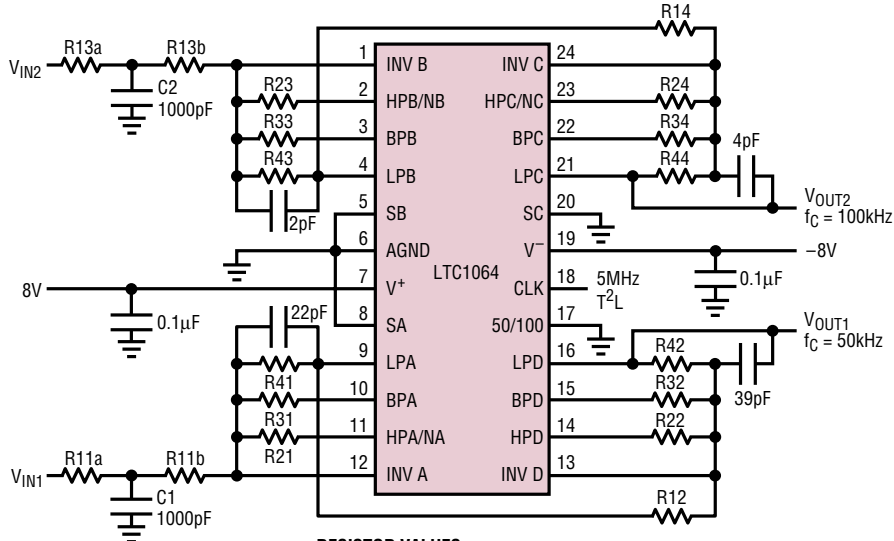 R14
R13a
R13b
VIN2
C2
1000pF
R23
R33
R43
2pF
1
2
3
4
5
6
7
8
9
10
11
12
INV B
HPB/NB
BPB
LPB
SB
AGND
V+
SA
LPA
BPA
HPA/NA
INV A
LTC1064
INV C
HPC/NC
BPC
LPC
SC
V–
CLK
50/100
LPD
BPD
HPD
INV D
24
23
22
21
20
19
18
17
16
15
14
13
R24
R34
R44
4pF
VOUT2
fC = 100kHz
–8V
0.1µF
5MHz
T2L
VOUT1
fC = 50kHz
R42
R32
R22
39pF
R12
8V
0.1µF
22pF
R41
R31
R21
VIN1
R11a
R11b
C1
1000pF